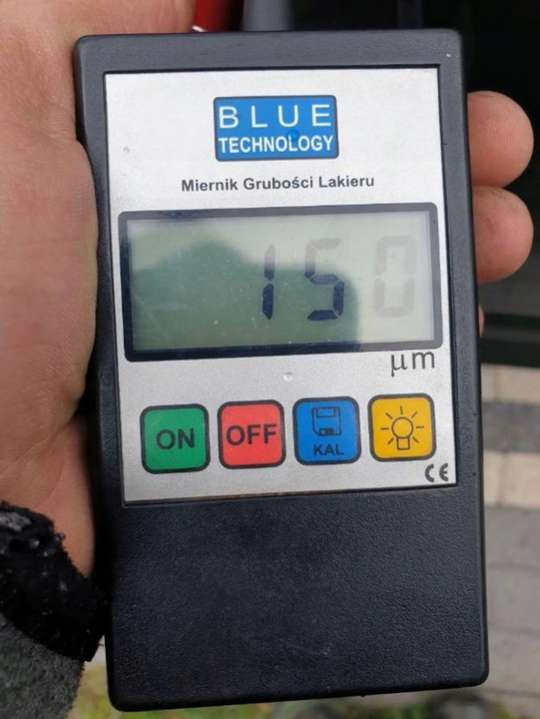 BLUE
TECHNOLOGY
Miernik Grubości Lakieru
150
µm
ON
OFF
KAL
CE